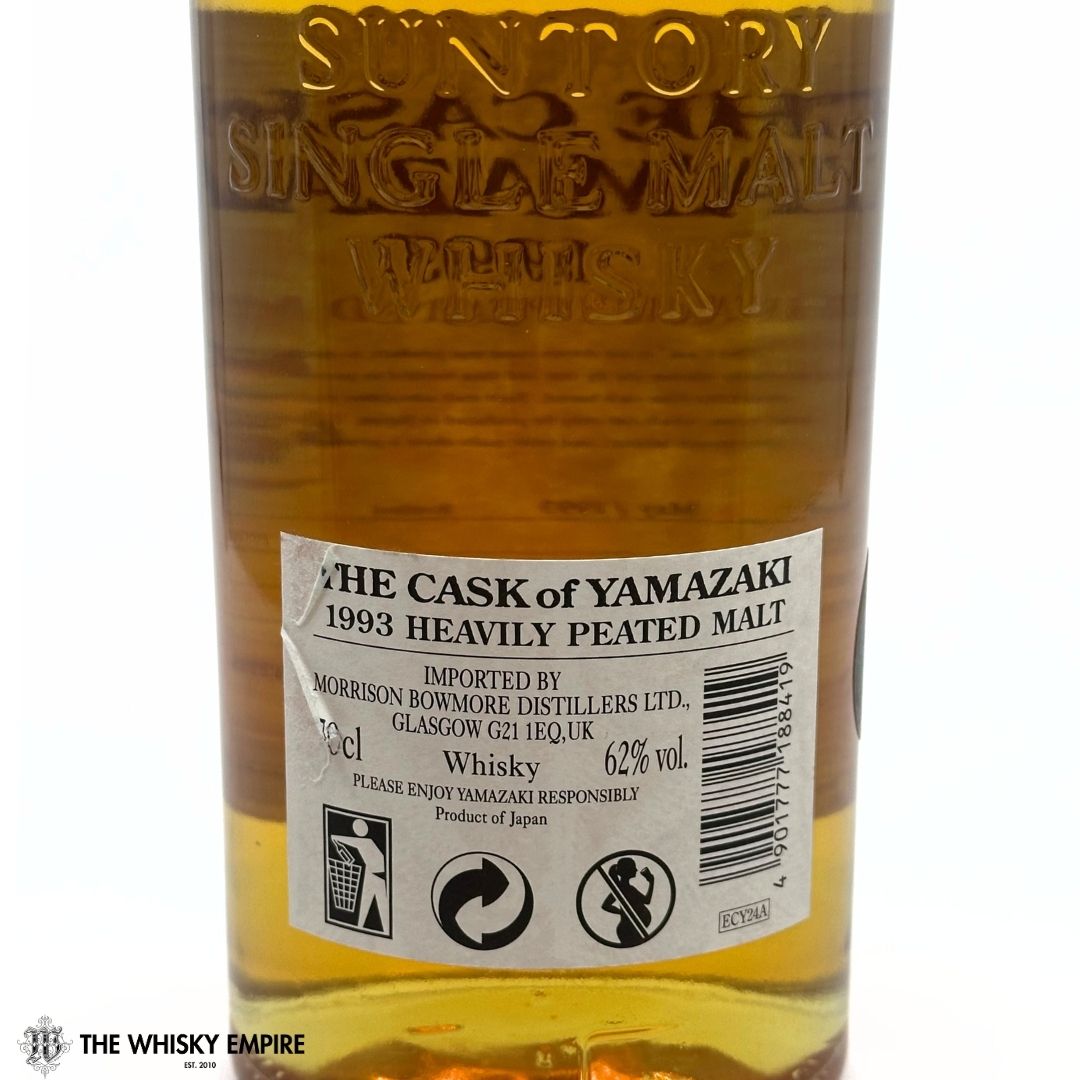 SUNTORY
SINGLE MALT
WHISKY
THE CASK of YAMAZAKI
1993 HEAVILY PEATED MALT
IMPORTED BY
MORRISON BOWMORE DISTILLERS LTD.,
GLASGOW G21 1EQ,UK
70cl
Whisky
62% vol.
PLEASE ENJOY YAMAZAKI RESPONSIBLY
Product of Japan
4 901777 188419
ECY24A
THE WHISKY EMPIRE
EST. 2010